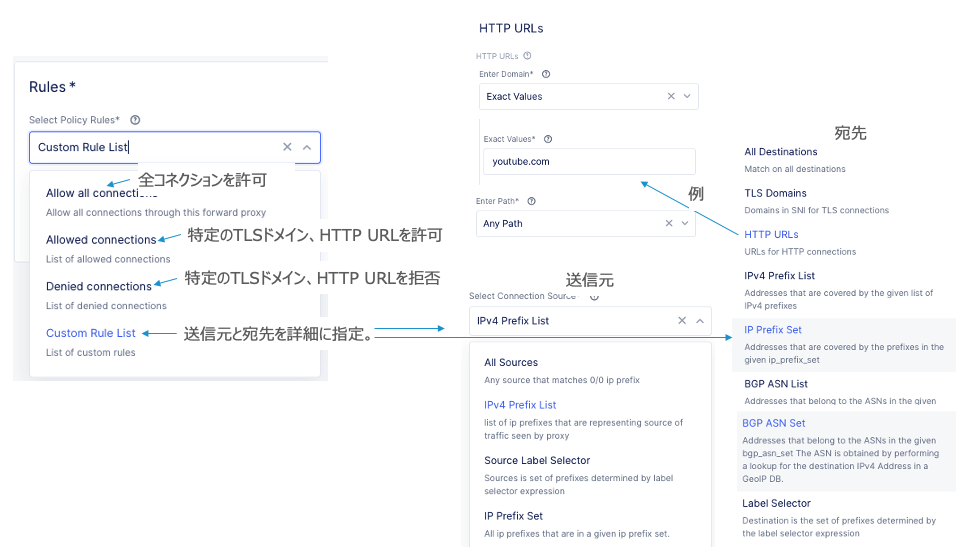 Rules *
Select Policy Rules*
Custom Rule List
Allow all connections
全コネクションを許可
Allow all connections through this forward proxy
Allowed connections
特定のTLSドメイン、HTTP URLを許可
List of allowed connections
Denied connections
特定のTLSドメイン、HTTP URLを拒否
List of denied connections
Custom Rule List
送信元と宛先を詳細に指定。
List of custom rules
HTTP URLs
HTTP URLs
Enter Domain*
Exact Values
Exact Values*
youtube.com
Enter Path*
Any Path
例
送信元
Select Connection Source
IPv4 Prefix List
All Sources
Any source that matches 0/0 ip prefix
IPv4 Prefix List
list of ip prefixes that are representing source of
traffic seen by proxy
Source Label Selector
Sources is set of prefixes determined by label
selector expression
IP Prefix Set
All ip prefixes that are in a given ip prefix set.
宛先
All Destinations
Match on all destinations
TLS Domains
Domains in SNI for TLS connections
HTTP URLs
URLs for HTTP connections
IPv4 Prefix List
Addresses that are covered by the given list of
IPv4 prefixes
IP Prefix Set
Addresses that are covered by the prefixes in the
given ip_prefix_set
BGP ASN List
Addresses that belong to the ASNs in the given
BGP ASN Set
Addresses that belong to the ASNs in the given
bgp_asn_set The ASN is obtained by performing
a lookup for the destination IPv4 Address in a
GeoIP DB.
Label Selector
Destination is the set of prefixes determined by
the label selector expression